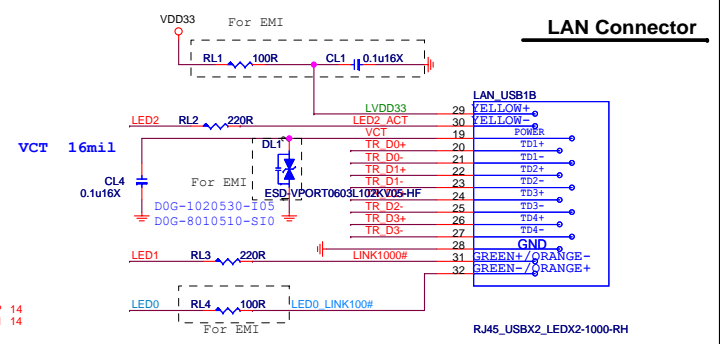 LAN Connector
VDD33
For EMI
RL1
100R
CL1
0.1u16X
LAN_USB1B
LVDD33
29
YELLOW+
LED2
RL2
220R
LED2_ACT
30
YELLOW-
VCT
19
POWER
VCT 16mil
DL1
TR_D0+
20
TD1+
TR_D0-
21
TD1-
TR_D1+
22
TD2+
CL4
0.1u16X
For EMI
TR_D1-
23
TD2-
ESD-VPORT0603L102KV05-HF
24
TD3+
D0G-1020530-I05
TR_D2-
25
TD3-
D0G-8010510-SI0
TR_D3+
26
TD4+
TR_D3-
27
TD4-
28
GND
LED1
RL3
220R
LINK1000#
31
GREEN+/ORANGE-
32
GREEN-/ORANGE+
LED0
RL4
100R
LED0_LINK100#
For EMI
14
14
RJ45_USBX2_LEDX2-1000-RH